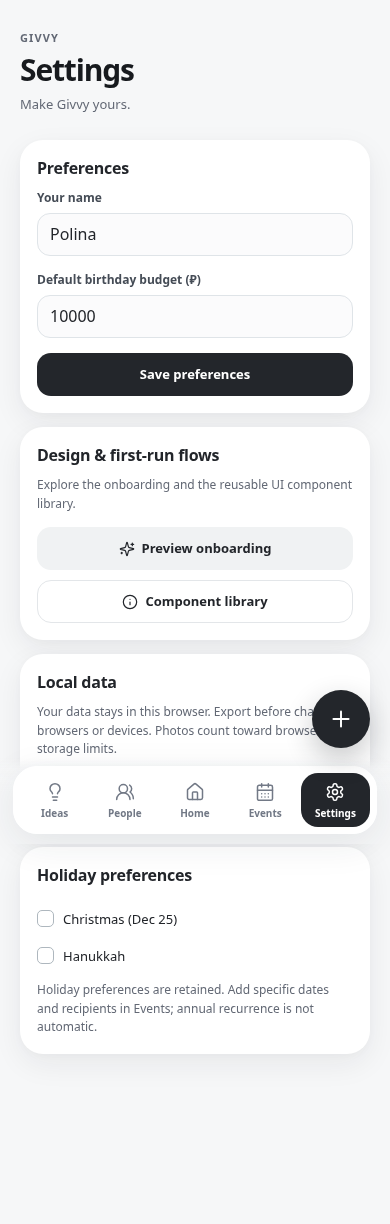 GIVVY
Settings
Make Givvy yours.
Preferences
Your name
Polina
Default birthday budget (₽)
10000
Save preferences
Design & first-run flows
Explore the onboarding and the reusable UI component
library.
Preview onboarding
Component library
Local data
Your data stays in this browser. Export before
browsers or devices. Photos count toward
storage limits.
Ideas
People
Home
Events
Settings
Holiday preferences
Christmas (Dec 25)
Hanukkah
Holiday preferences are retained. Add specific dates
and recipients in Events; annual recurrence is not
automatic.